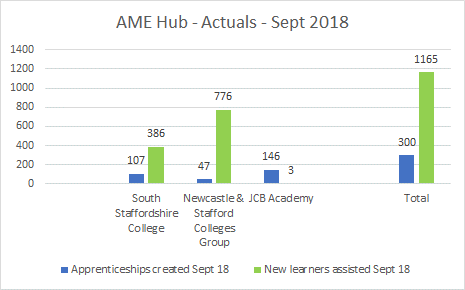 AME Hub - Actuals - Sept 2018
1400
1200
1000
800
600
400
200
0
107
386
47
776
146
3
300
1165
South
Staffordshire
College
Newcastle &
Stafford
Colleges
Group
JCB Academy
Total
Apprenticeships created Sept 18
New learners assisted Sept 18